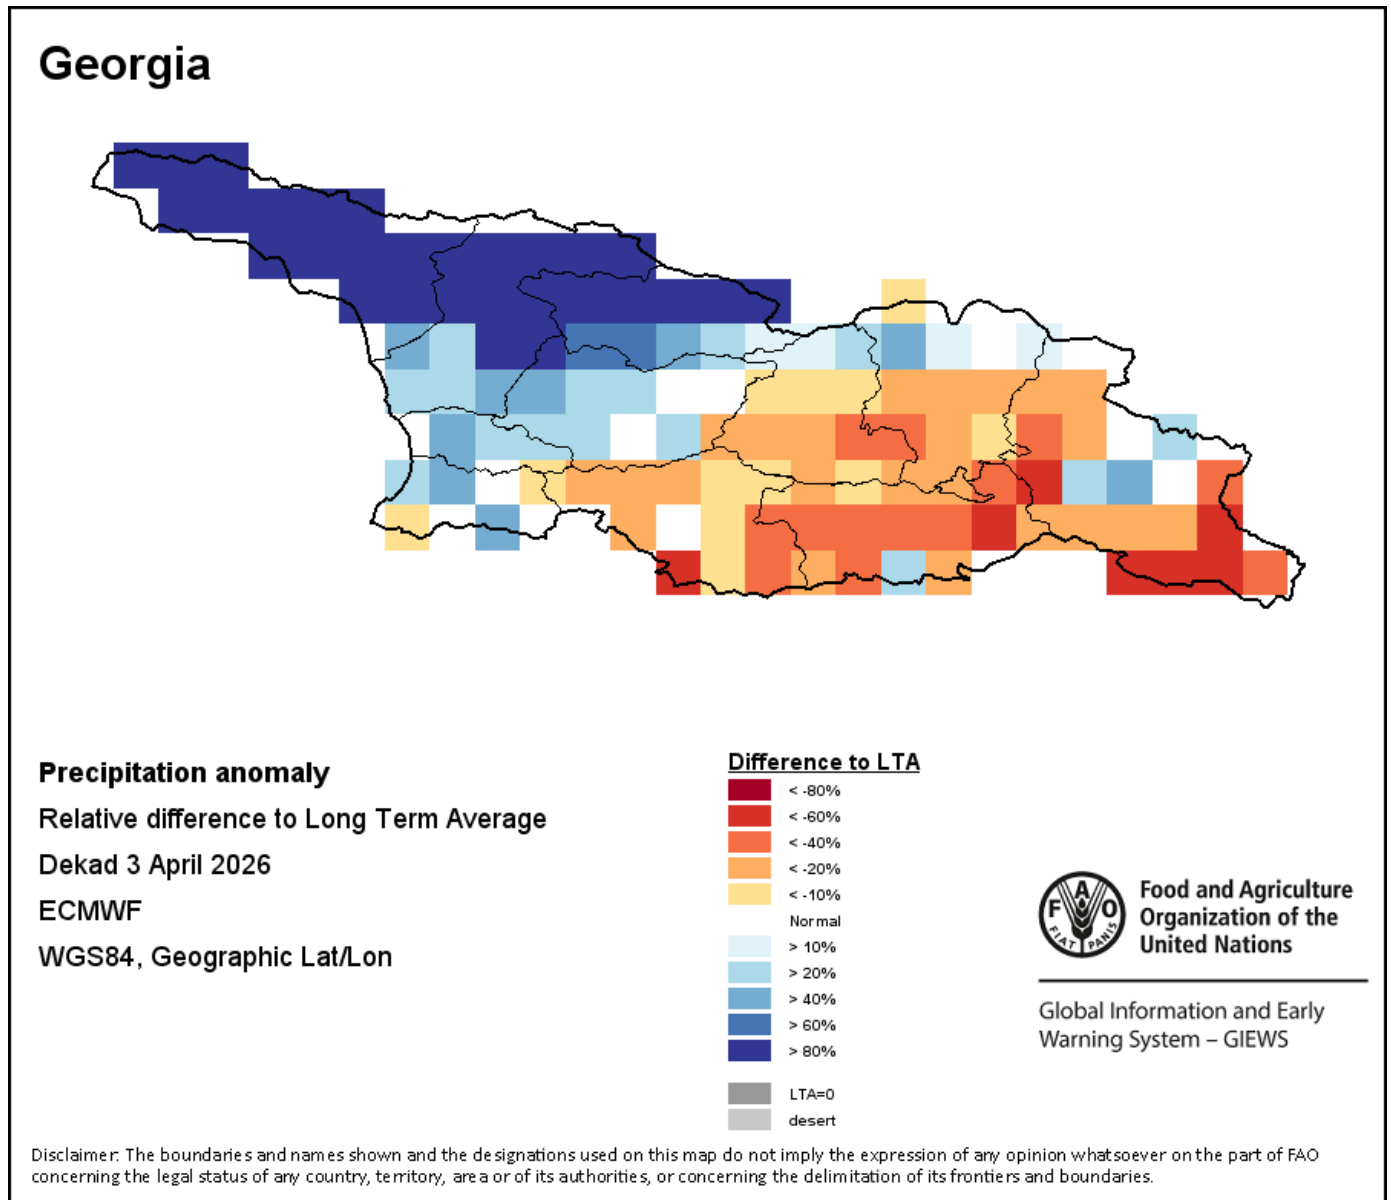 Georgia
Precipitation anomaly
Relative difference to Long Term Average
Dekad 3 April 2026
ECMWF
WGS84, Geographic Lat/Lon
Difference to LTA
< -80%
< -60%
< -40%
< -20%
< -10%
Normal
> 10%
> 20%
> 40%
> 60%
> 80%
LTA=0
desert
F A O
FIAT PANIS
Food and Agriculture
Organization of the
United Nations
Global Information and Early
Warning System – GIEWS
Disclaimer: The boundaries and names shown and the designations used on this map do not imply the expression of any opinion whatsoever on the part of FAO
concerning the legal status of any country, territory, area or of its authorities, or concerning the delimitation of its frontiers and boundaries.